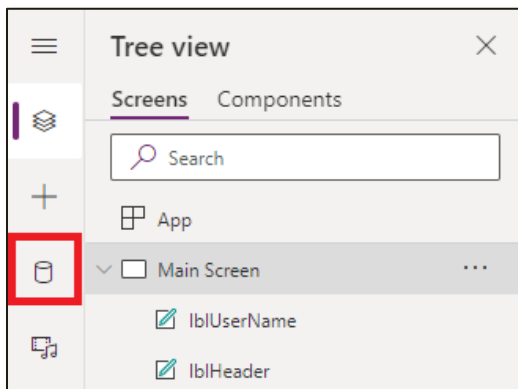 Tree view
Screens Components
Search
App
Main Screen
lblUserName
lblHeader